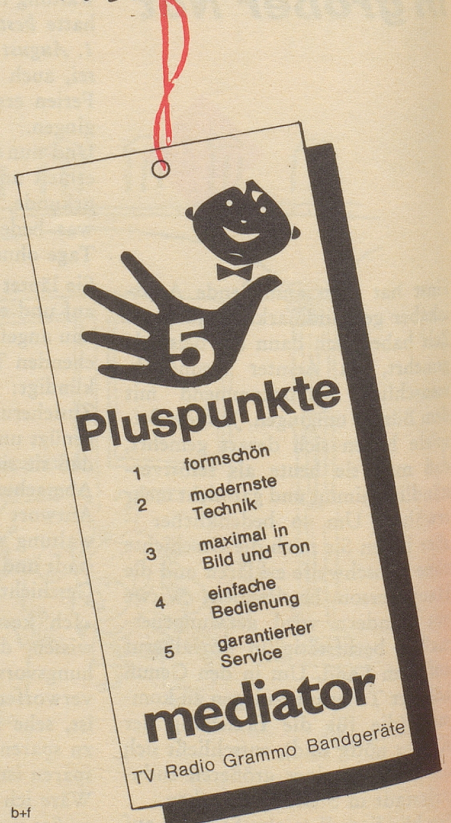 5
Pluspunkte
1 formschön
2 modernste
Technik
3 maximal in
Bild und Ton
4 einfache
Bedienung
5 garantierter
Service
mediator
TV Radio Grammo Bandgeräte
b+f